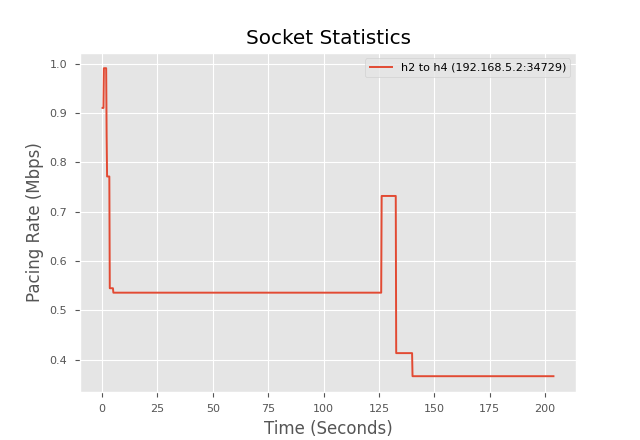 Socket Statistics
h2 to h4 (192.168.5.2:34729)
Pacing Rate (Mbps)
1.0
0.9
0.8
0.7
0.6
0.5
0.4
0 25 50 75 100 125 150 175 200
Time (Seconds)